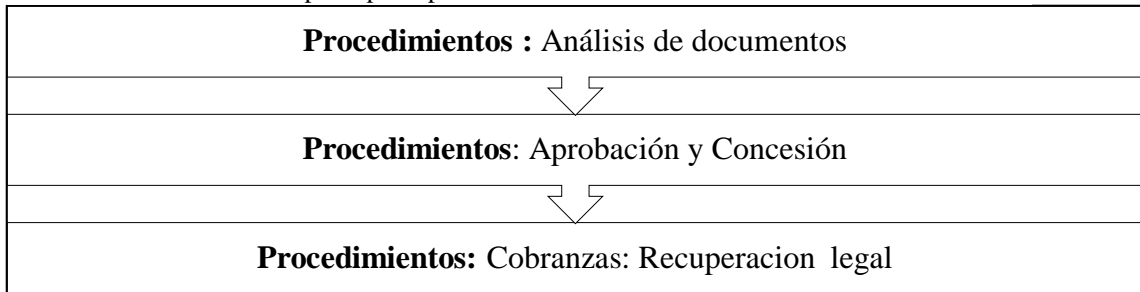 Procedimientos : Análisis de documentos
Procedimientos: Aprobación y Concesión
Procedimientos: Cobranzas: Recuperacion legal